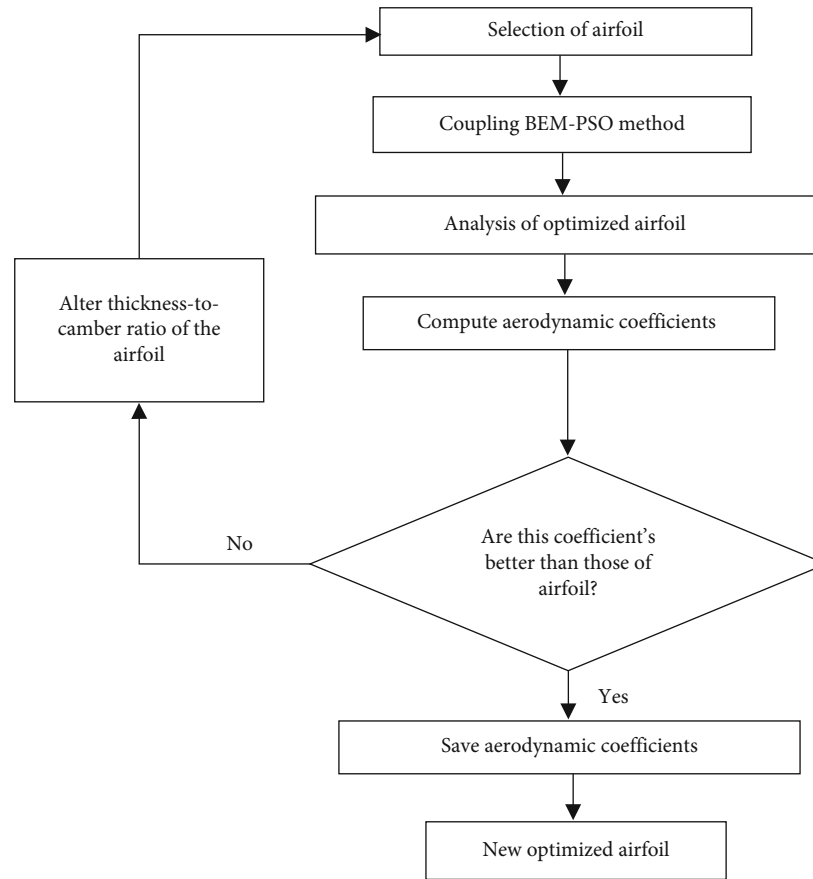 Selection of airfoil
Coupling BEM-PSO method
Analysis of optimized airfoil
Alter thickness-to-
camber ratio of the
airfoil
Compute aerodynamic coefficients
Are this coefficient's
better than those of
airfoil?
No
Yes
Save aerodynamic coefficients
New optimized airfoil